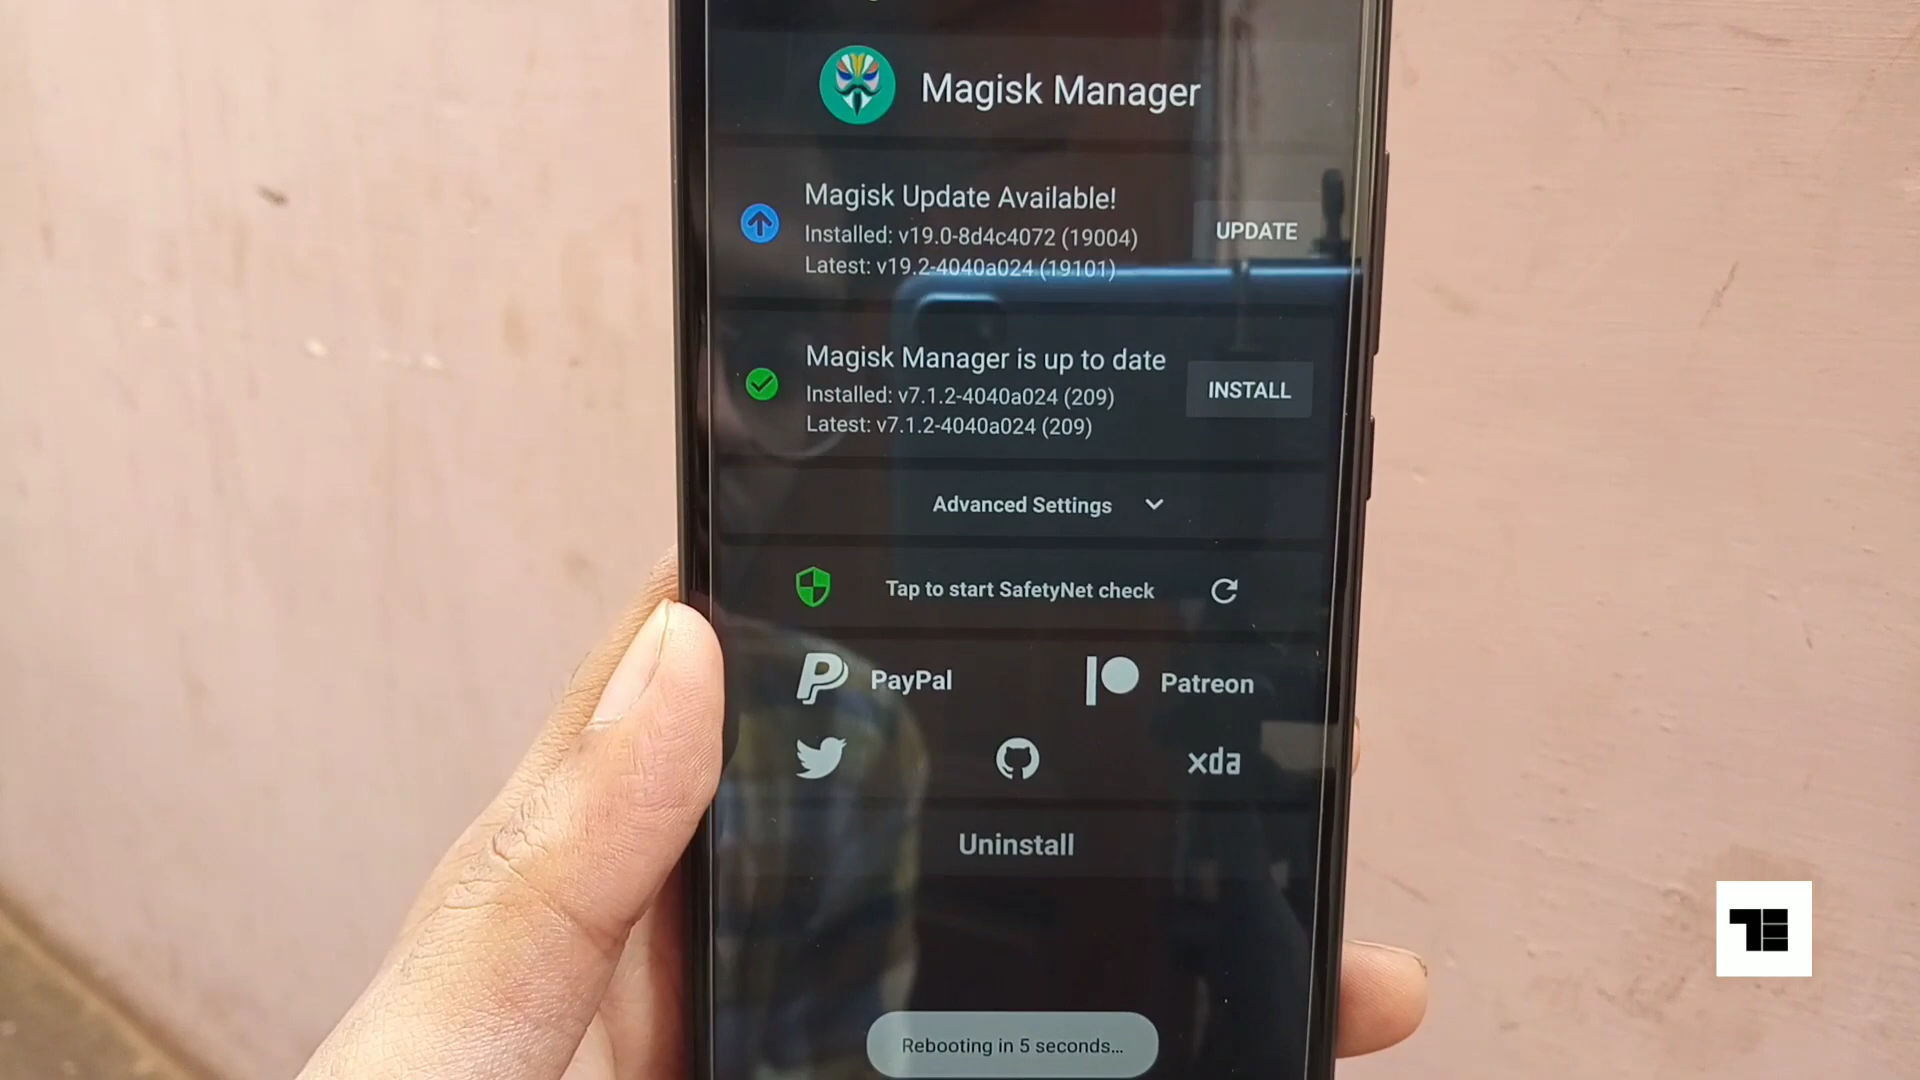 Magisk Manager
Magisk Update Available!
Installed: v19.0-8d4c4072 (19004)
Latest: v19.2-4040a024 (19101)
UPDATE
Magisk Manager is up to date
Installed: v7.1.2-4040a024 (209)
Latest: v7.1.2-4040a024 (209)
INSTALL
Advanced Settings
Tap to start SafetyNet check
PayPal
Patreon
xda
Uninstall
Rebooting in 5 seconds...
TE